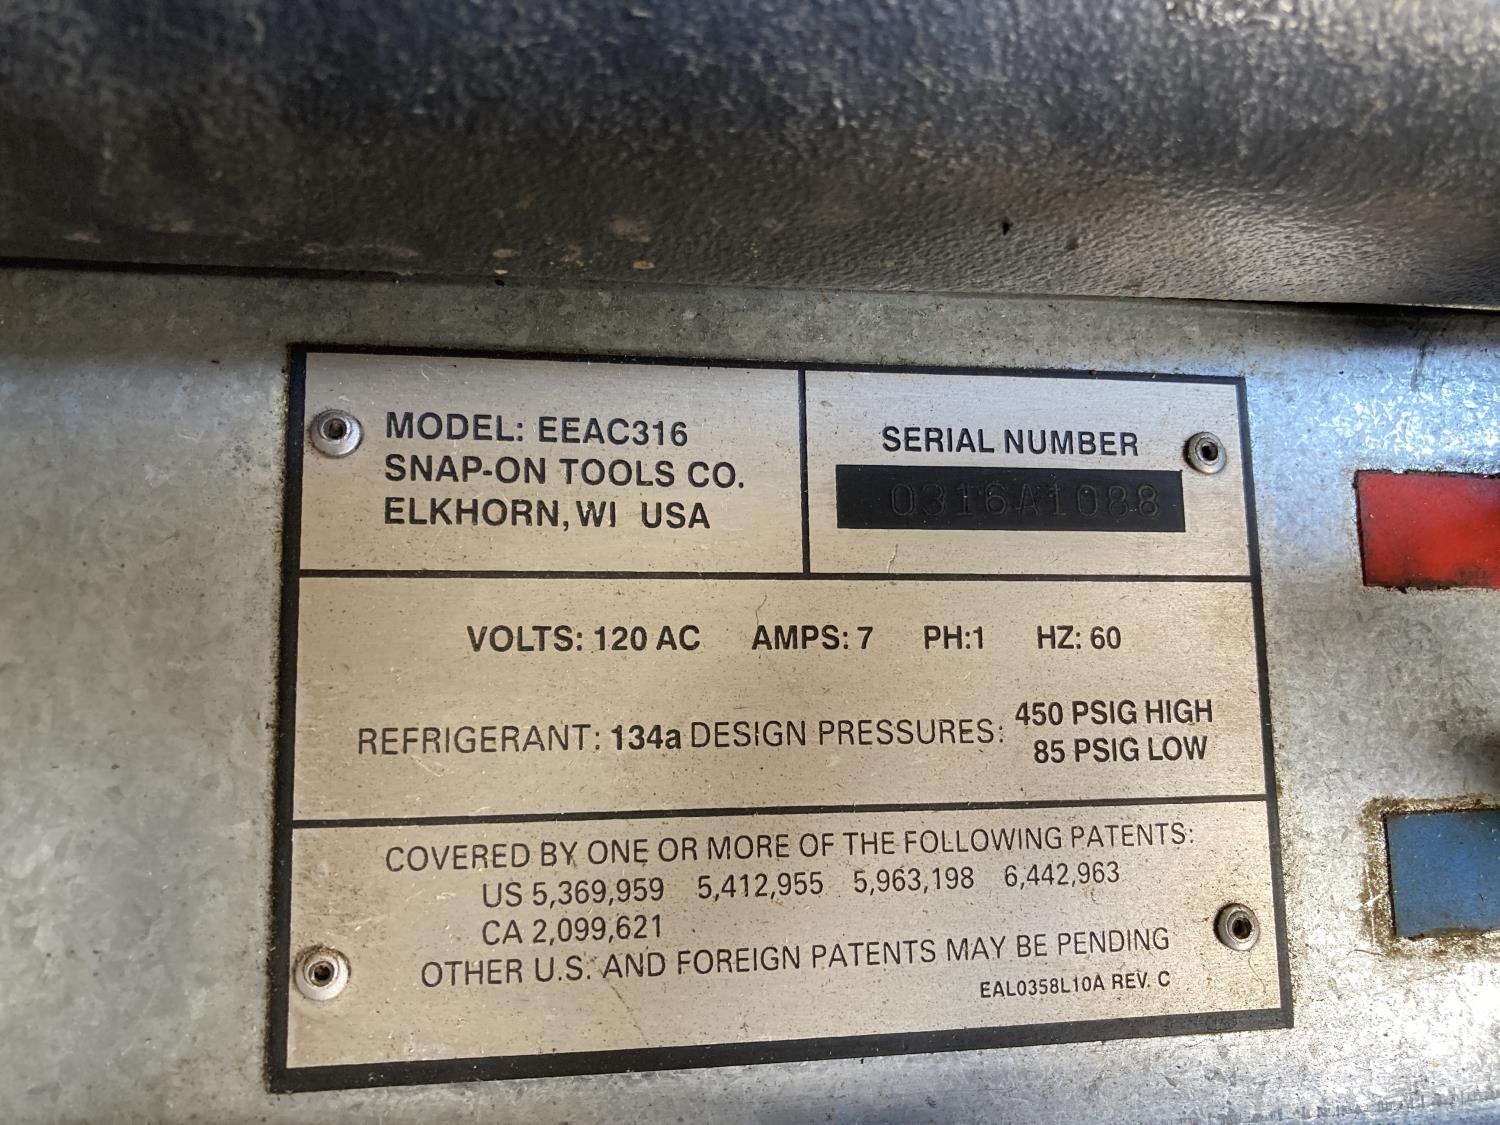 MODEL: EEAC316
SNAP-ON TOOLS CO.
ELKHORN, WI USA
SERIAL NUMBER
0316A1088
VOLTS: 120 AC AMPS: 7 PH:1 HZ: 60
REFRIGERANT: 134a DESIGN PRESSURES: 450 PSIG HIGH
85 PSIG LOW
COVERED BY ONE OR MORE OF THE FOLLOWING PATENTS:
US 5,369,959 5,412,955 5,963,198 6,442,963
CA 2,099,621
OTHER U.S. AND FOREIGN PATENTS MAY BE PENDING
EAL0358L10A REV. C